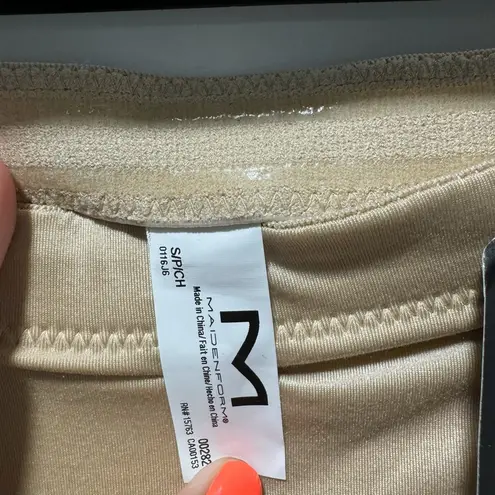 S/P/CH
0116J6
M
MAIDENFORM®
Made in China/Fait en Chine/Hecho en China
00282
RN# 15763 CA00153